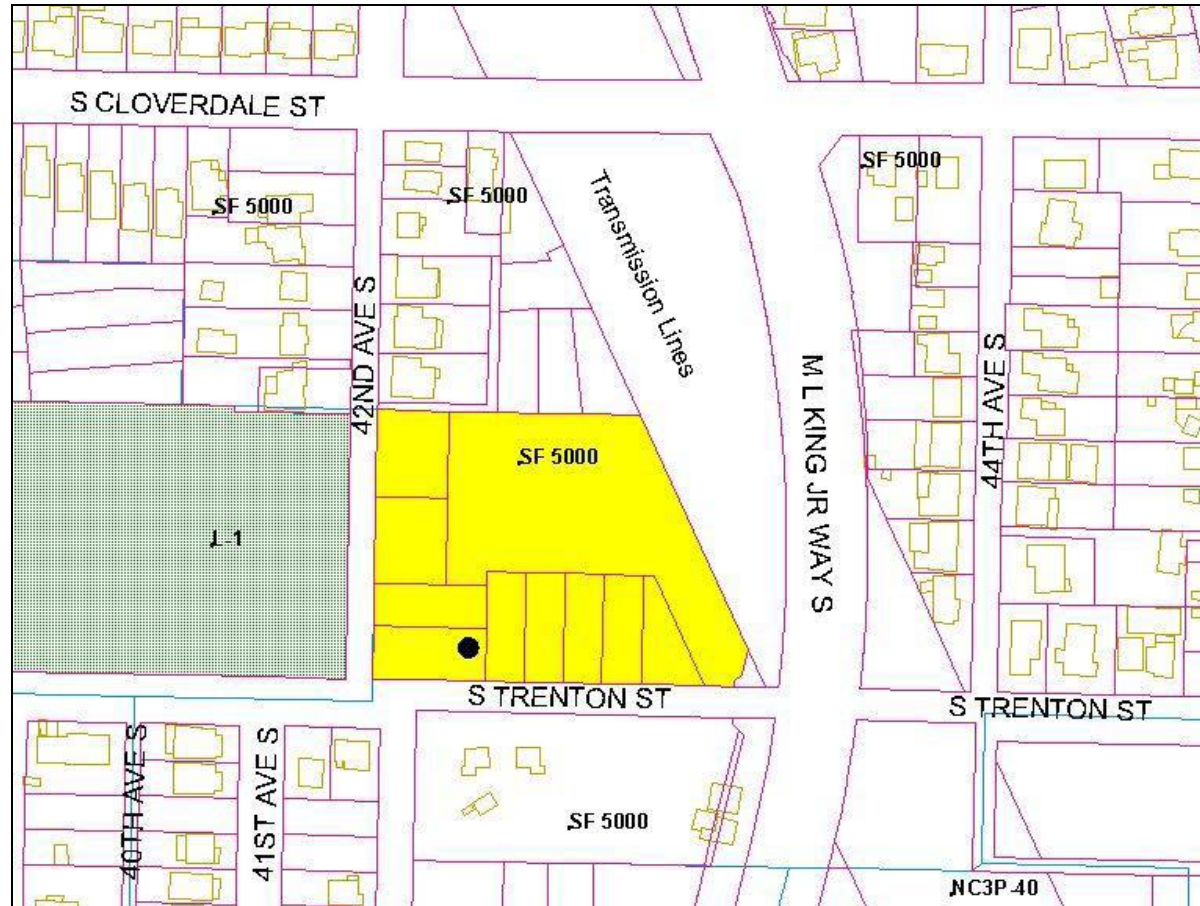 S CLOVERDALE ST
SF 5000
SF 5000
SF 5000
Transmission Lines
42ND AVE S
M L KING JR WAY S
44TH AVE S
SF 5000
L-1
S TRENTON ST
S TRENTON ST
40TH AVE S
41ST AVE S
SF 5000
NC3P-40